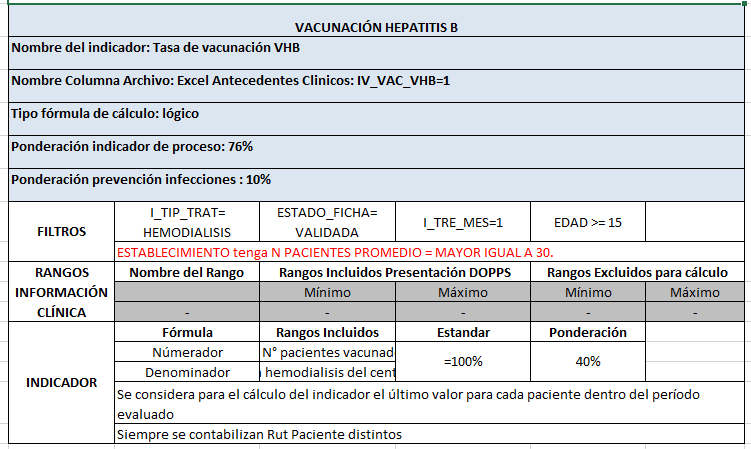 VACUNACIÓN HEPATITIS B
Nombre del indicador: Tasa de vacunación VHB
Nombre Columna Archivo: Excel Antecedentes Clinicos: IV_VAC_VHB=1
Tipo fórmula de cálculo: lógico
Ponderación indicador de proceso: 76%
Ponderación prevención infecciones : 10%
FILTROS
I_TIP_TRAT= HEMODIALISIS
ESTADO_FICHA= VALIDADA
I_TRE_MES=1
EDAD >= 15
ESTABLECIMIENTO tenga N PACIENTES PROMEDIO = MAYOR IGUAL A 30.
RANGOS INFORMACIÓN CLÍNICA
Nombre del Rango
Rangos Incluidos Presentación DOPPS
Rangos Excluidos para cálculo
Mínimo
Máximo
Mínimo
Máximo
-
-
-
-
-
INDICADOR
Fórmula
Rangos Incluidos
Estandar
Ponderación
Númerador
N° pacientes vacunad
=100%
40%
Denominador
hemodialisis del cent
Se considera para el cálculo del indicador el último valor para cada paciente dentro del período
evaluado
Siempre se contabilizan Rut Paciente distintos